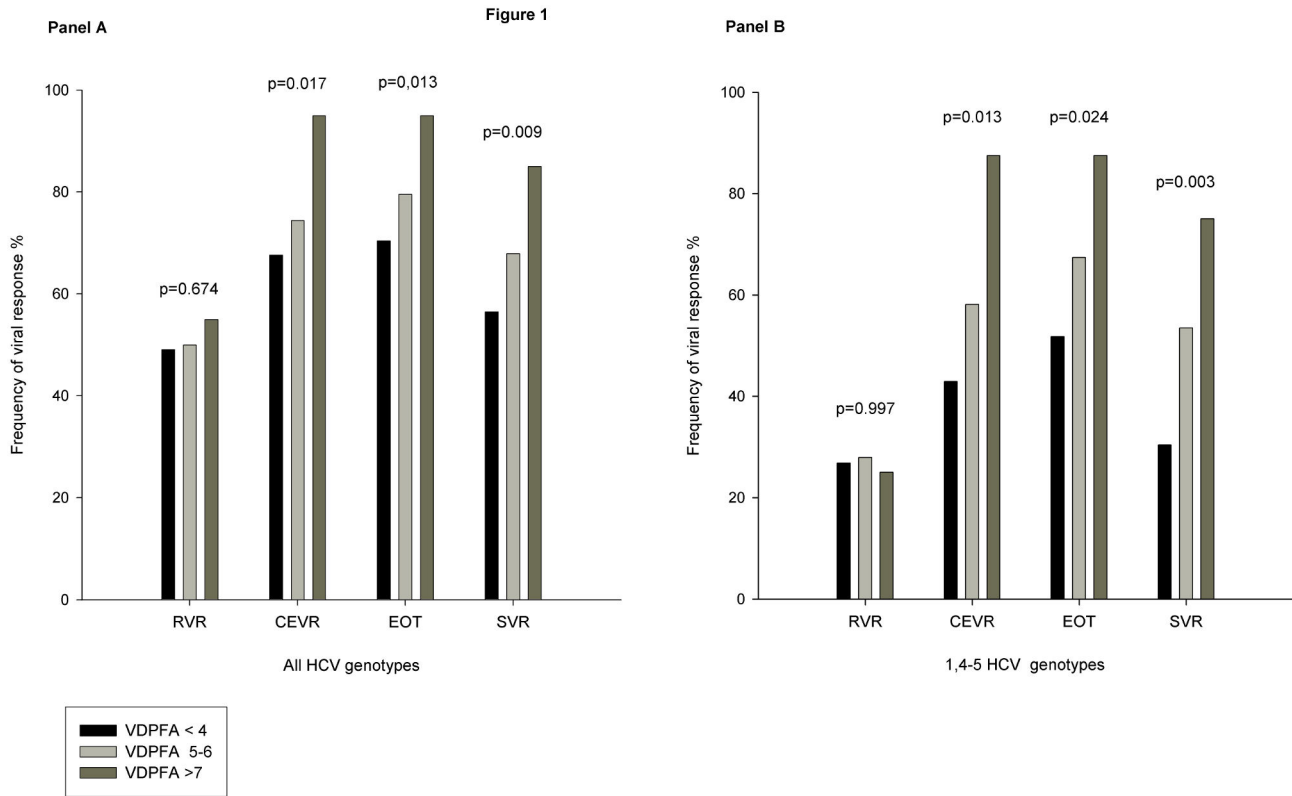 Figure 1
Panel A
p=0.017
p=0,013
p=0.009
p=0.674
100
80
60
40
20
0
Frequency of viral response %
RVR CEVR EOT SVR
All HCV genotypes
Panel B
p=0.013
p=0.024
p=0.003
p=0.997
100
80
60
40
20
0
Frequency of viral response %
RVR CEVR EOT SVR
1,4-5 HCV genotypes
VDPFA < 4
VDPFA 5-6
VDPFA >7